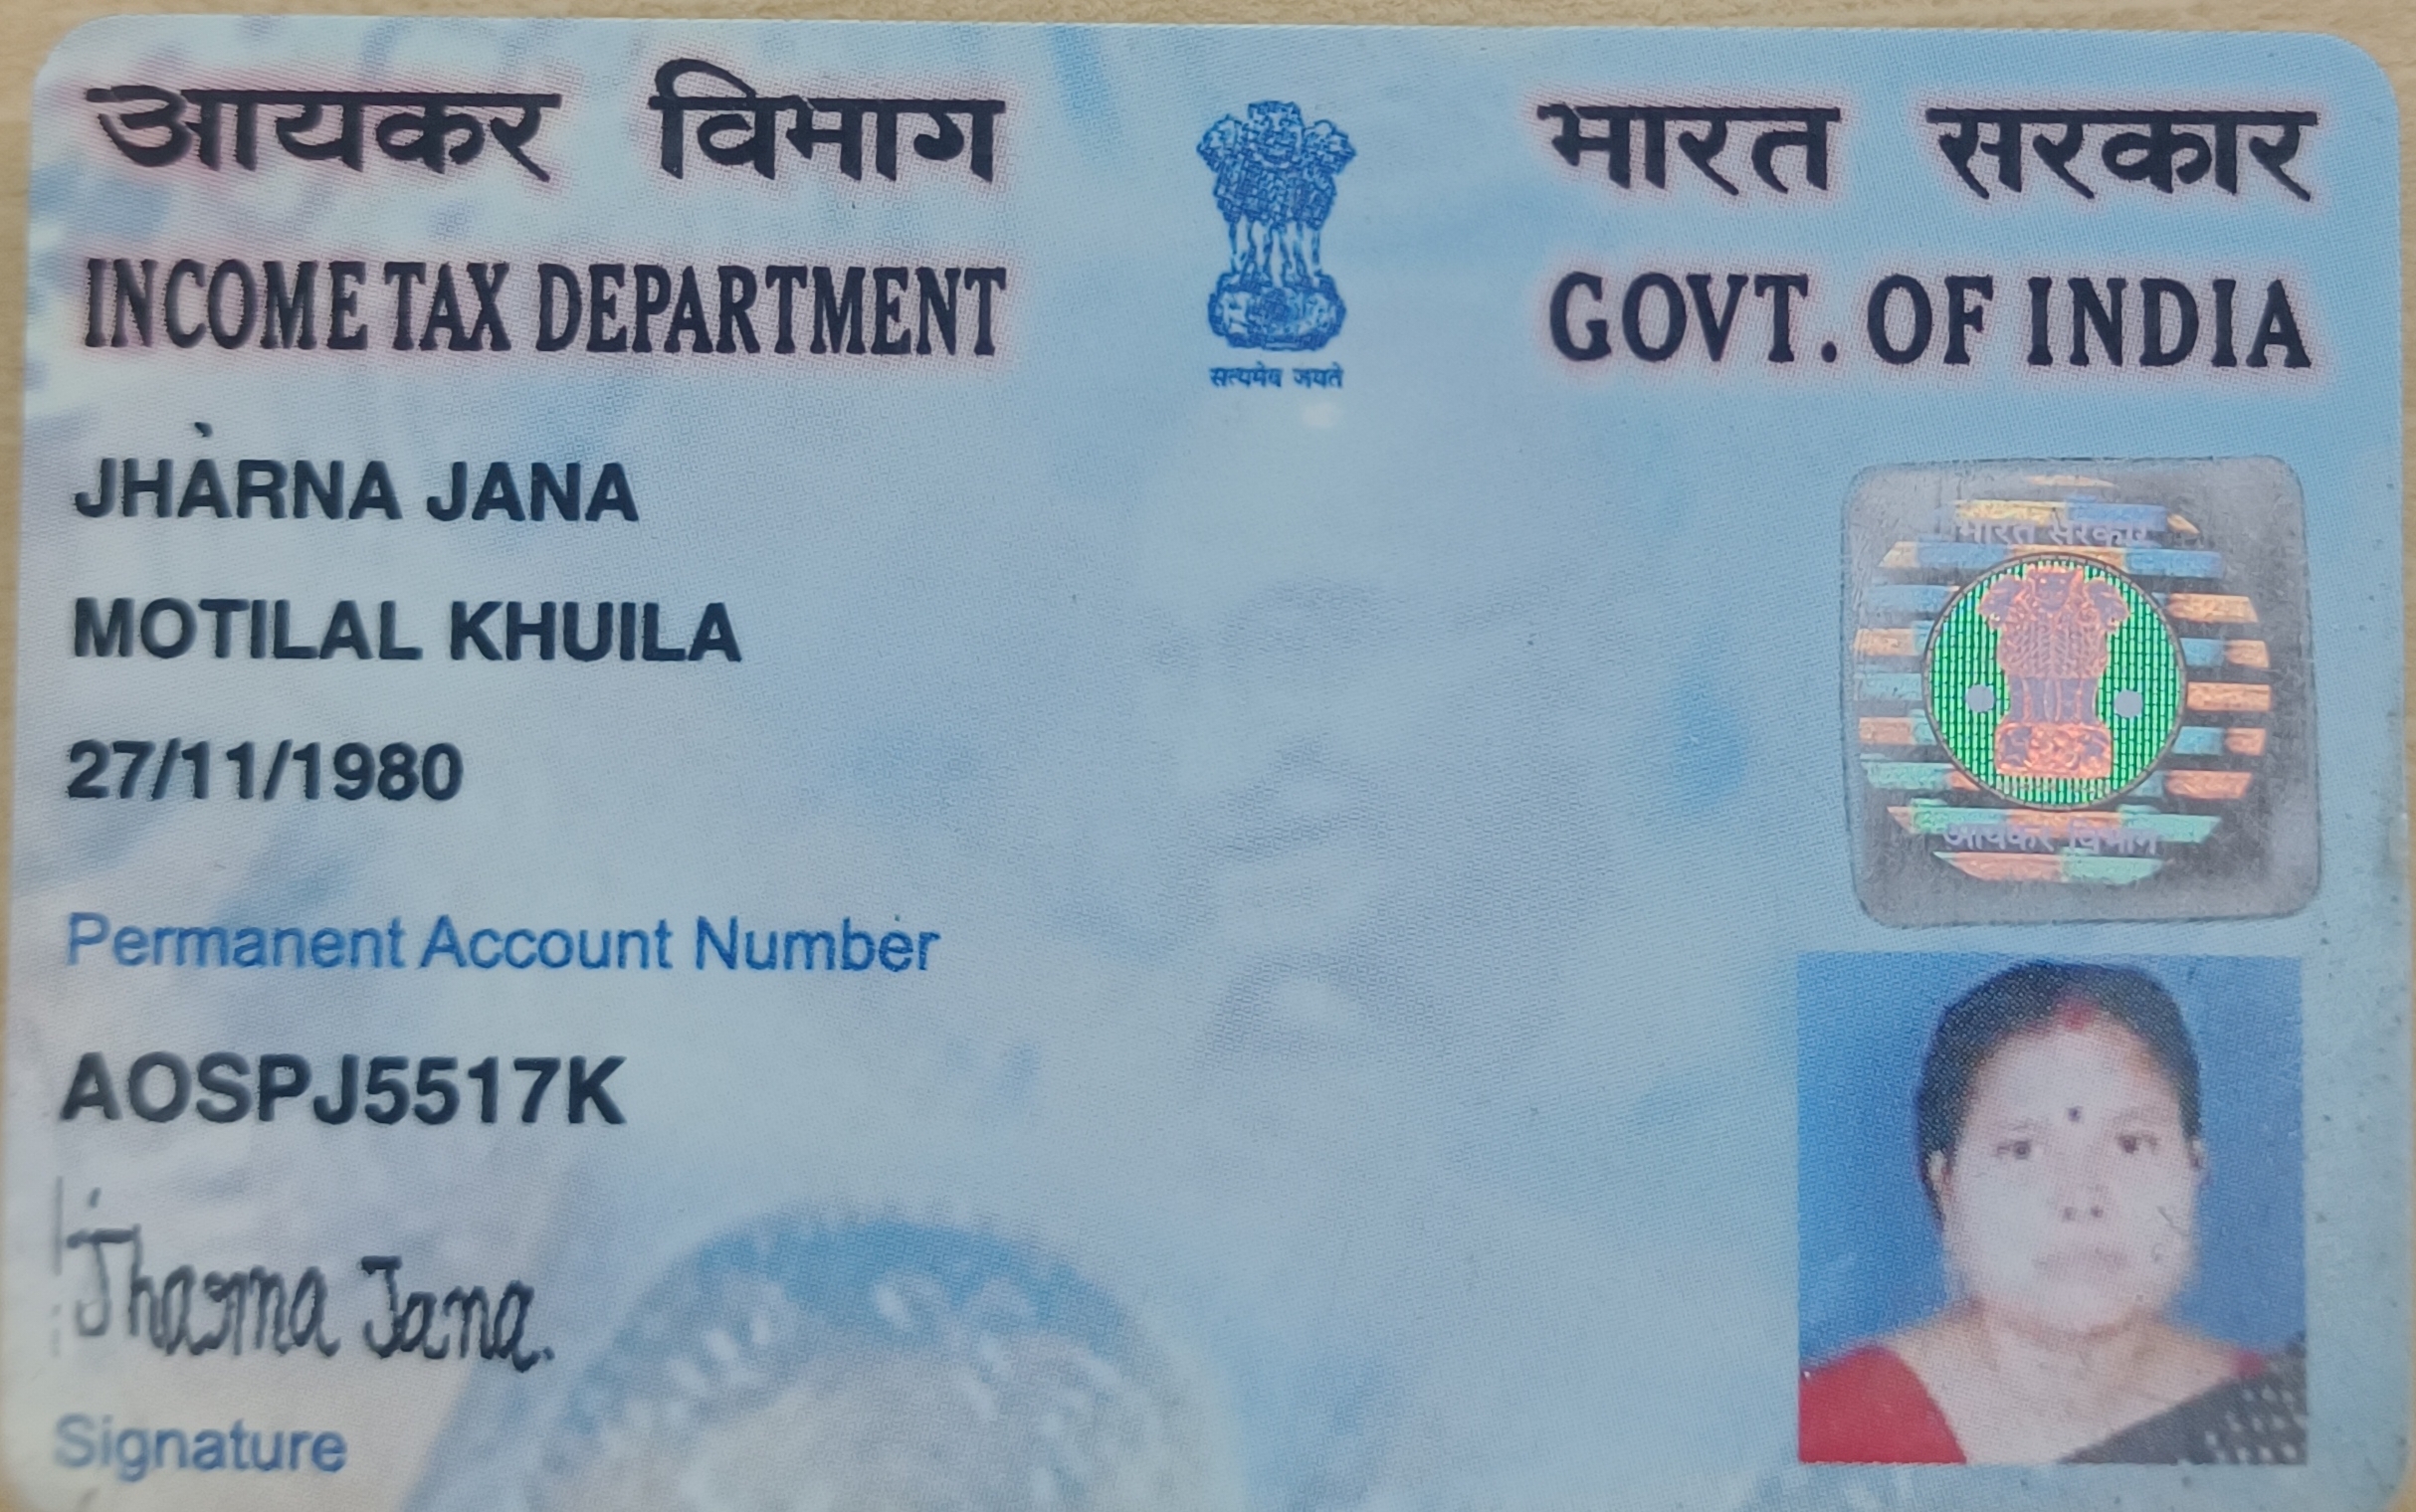 आयकर विभाग
INCOME TAX DEPARTMENT
सत्यमेव जयते
भारत सरकार
GOVT. OF INDIA
JHARNA JANA
MOTILAL KHUILA
27/11/1980
भारत सरकार
आयकर विभाग
Permanent Account Number
AOSPJ5517K
Jharna Jana.
Signature